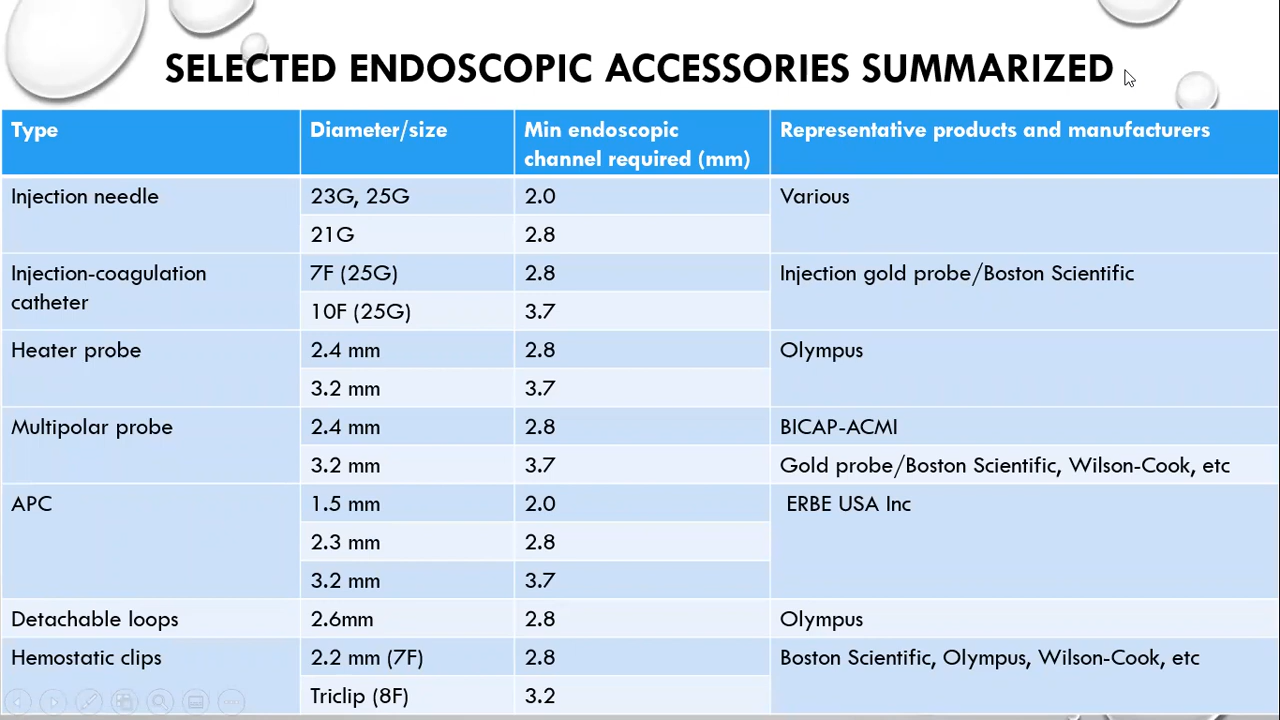 SELECTED ENDOSCOPIC ACCESSORIES SUMMARIZED
Type
Diameter/size
Min endoscopic
channel required (mm)
Representative products and manufacturers
Injection needle
23G, 25G
2.0
Various
21G
2.8
Injection-coagulation
catheter
7F (25G)
2.8
Injection gold probe/Boston Scientific
10F (25G)
3.7
Heater probe
2.4 mm
2.8
Olympus
3.2 mm
3.7
Multipolar probe
2.4 mm
2.8
BICAP-ACMI
3.2 mm
3.7
Gold probe/Boston Scientific, Wilson-Cook, etc
APC
1.5 mm
2.0
ERBE USA Inc
2.3 mm
2.8
3.2 mm
3.7
Detachable loops
2.6mm
2.8
Olympus
Hemostatic clips
2.2 mm (7F)
2.8
Boston Scientific, Olympus, Wilson-Cook, etc
Triclip (8F)
3.2